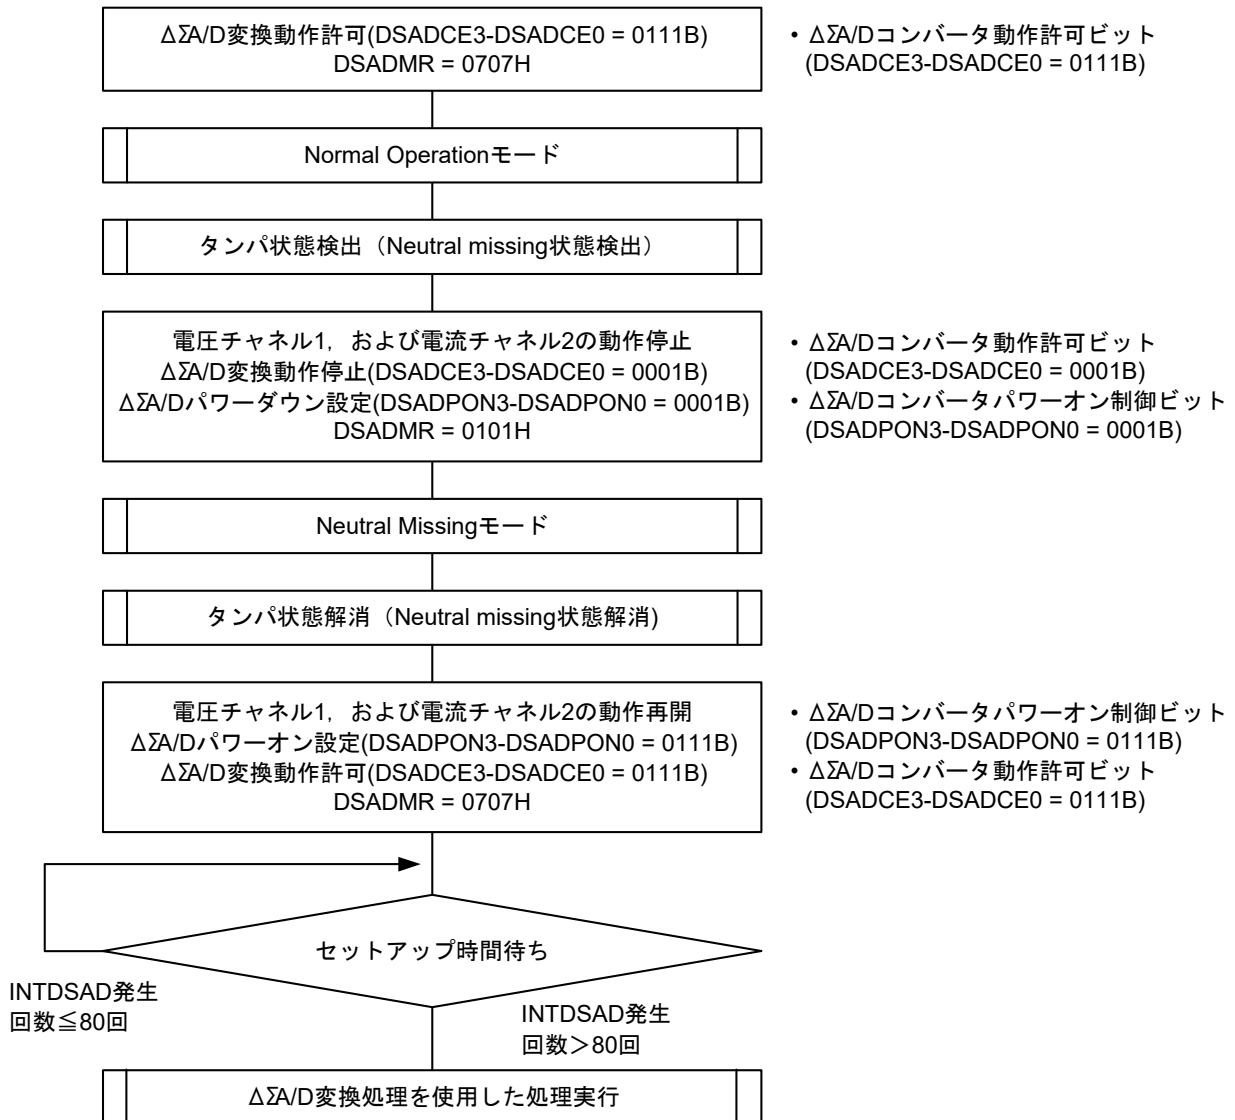 ΔΣA/D変換動作許可(DSADCE3-DSADCE0 = 0111B)
DSADMR = 0707H
• ΔΣA/Dコンバータ動作許可ビット
(DSADCE3-DSADCE0 = 0111B)
Normal Operationモード
タンパ状態検出（Neutral missing状態検出）
電圧チャネル1，および電流チャネル2の動作停止
ΔΣA/D変換動作停止(DSADCE3-DSADCE0 = 0001B)
ΔΣA/Dパワーダウン設定(DSADPON3-DSADPON0 = 0001B)
DSADMR = 0101H
• ΔΣA/Dコンバータ動作許可ビット
(DSADCE3-DSADCE0 = 0001B)
• ΔΣA/Dコンバータパワーオン制御ビット
(DSADPON3-DSADPON0 = 0001B)
Neutral Missingモード
タンパ状態解消（Neutral missing状態解消)
電圧チャネル1，および電流チャネル2の動作再開
ΔΣA/Dパワーオン設定(DSADPON3-DSADPON0 = 0111B)
ΔΣA/D変換動作許可(DSADCE3-DSADCE0 = 0111B)
DSADMR = 0707H
• ΔΣA/Dコンバータパワーオン制御ビット
(DSADPON3-DSADPON0 = 0111B)
• ΔΣA/Dコンバータ動作許可ビット
(DSADCE3-DSADCE0 = 0111B)
セットアップ時間待ち
INTDSAD発生
回数≦80回
INTDSAD発生
回数＞80回
ΔΣA/D変換処理を使用した処理実行